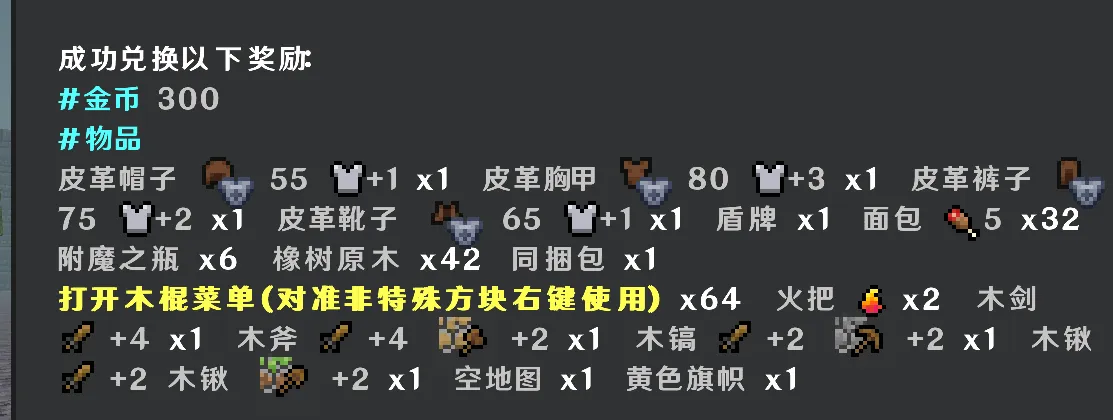 成功兑换以下奖励:
#金币 300
#物品
皮革帽子 55 +1 x1 皮革胸甲 80 +3 x1 皮革裤子
75 +2 x1 皮革靴子 65 +1 x1 盾牌 x1 面包 5 x32
附魔之瓶 x6 橡树原木 x42 同捆包 x1
打开木棍菜单(对准非特殊方块右键使用) x64 火把 x2 木剑
+4 x1 木斧 +4 +2 x1 木镐 +2 +2 x1 木锹
+2 木锹 +2 x1 空地图 x1 黄色旗帜 x1